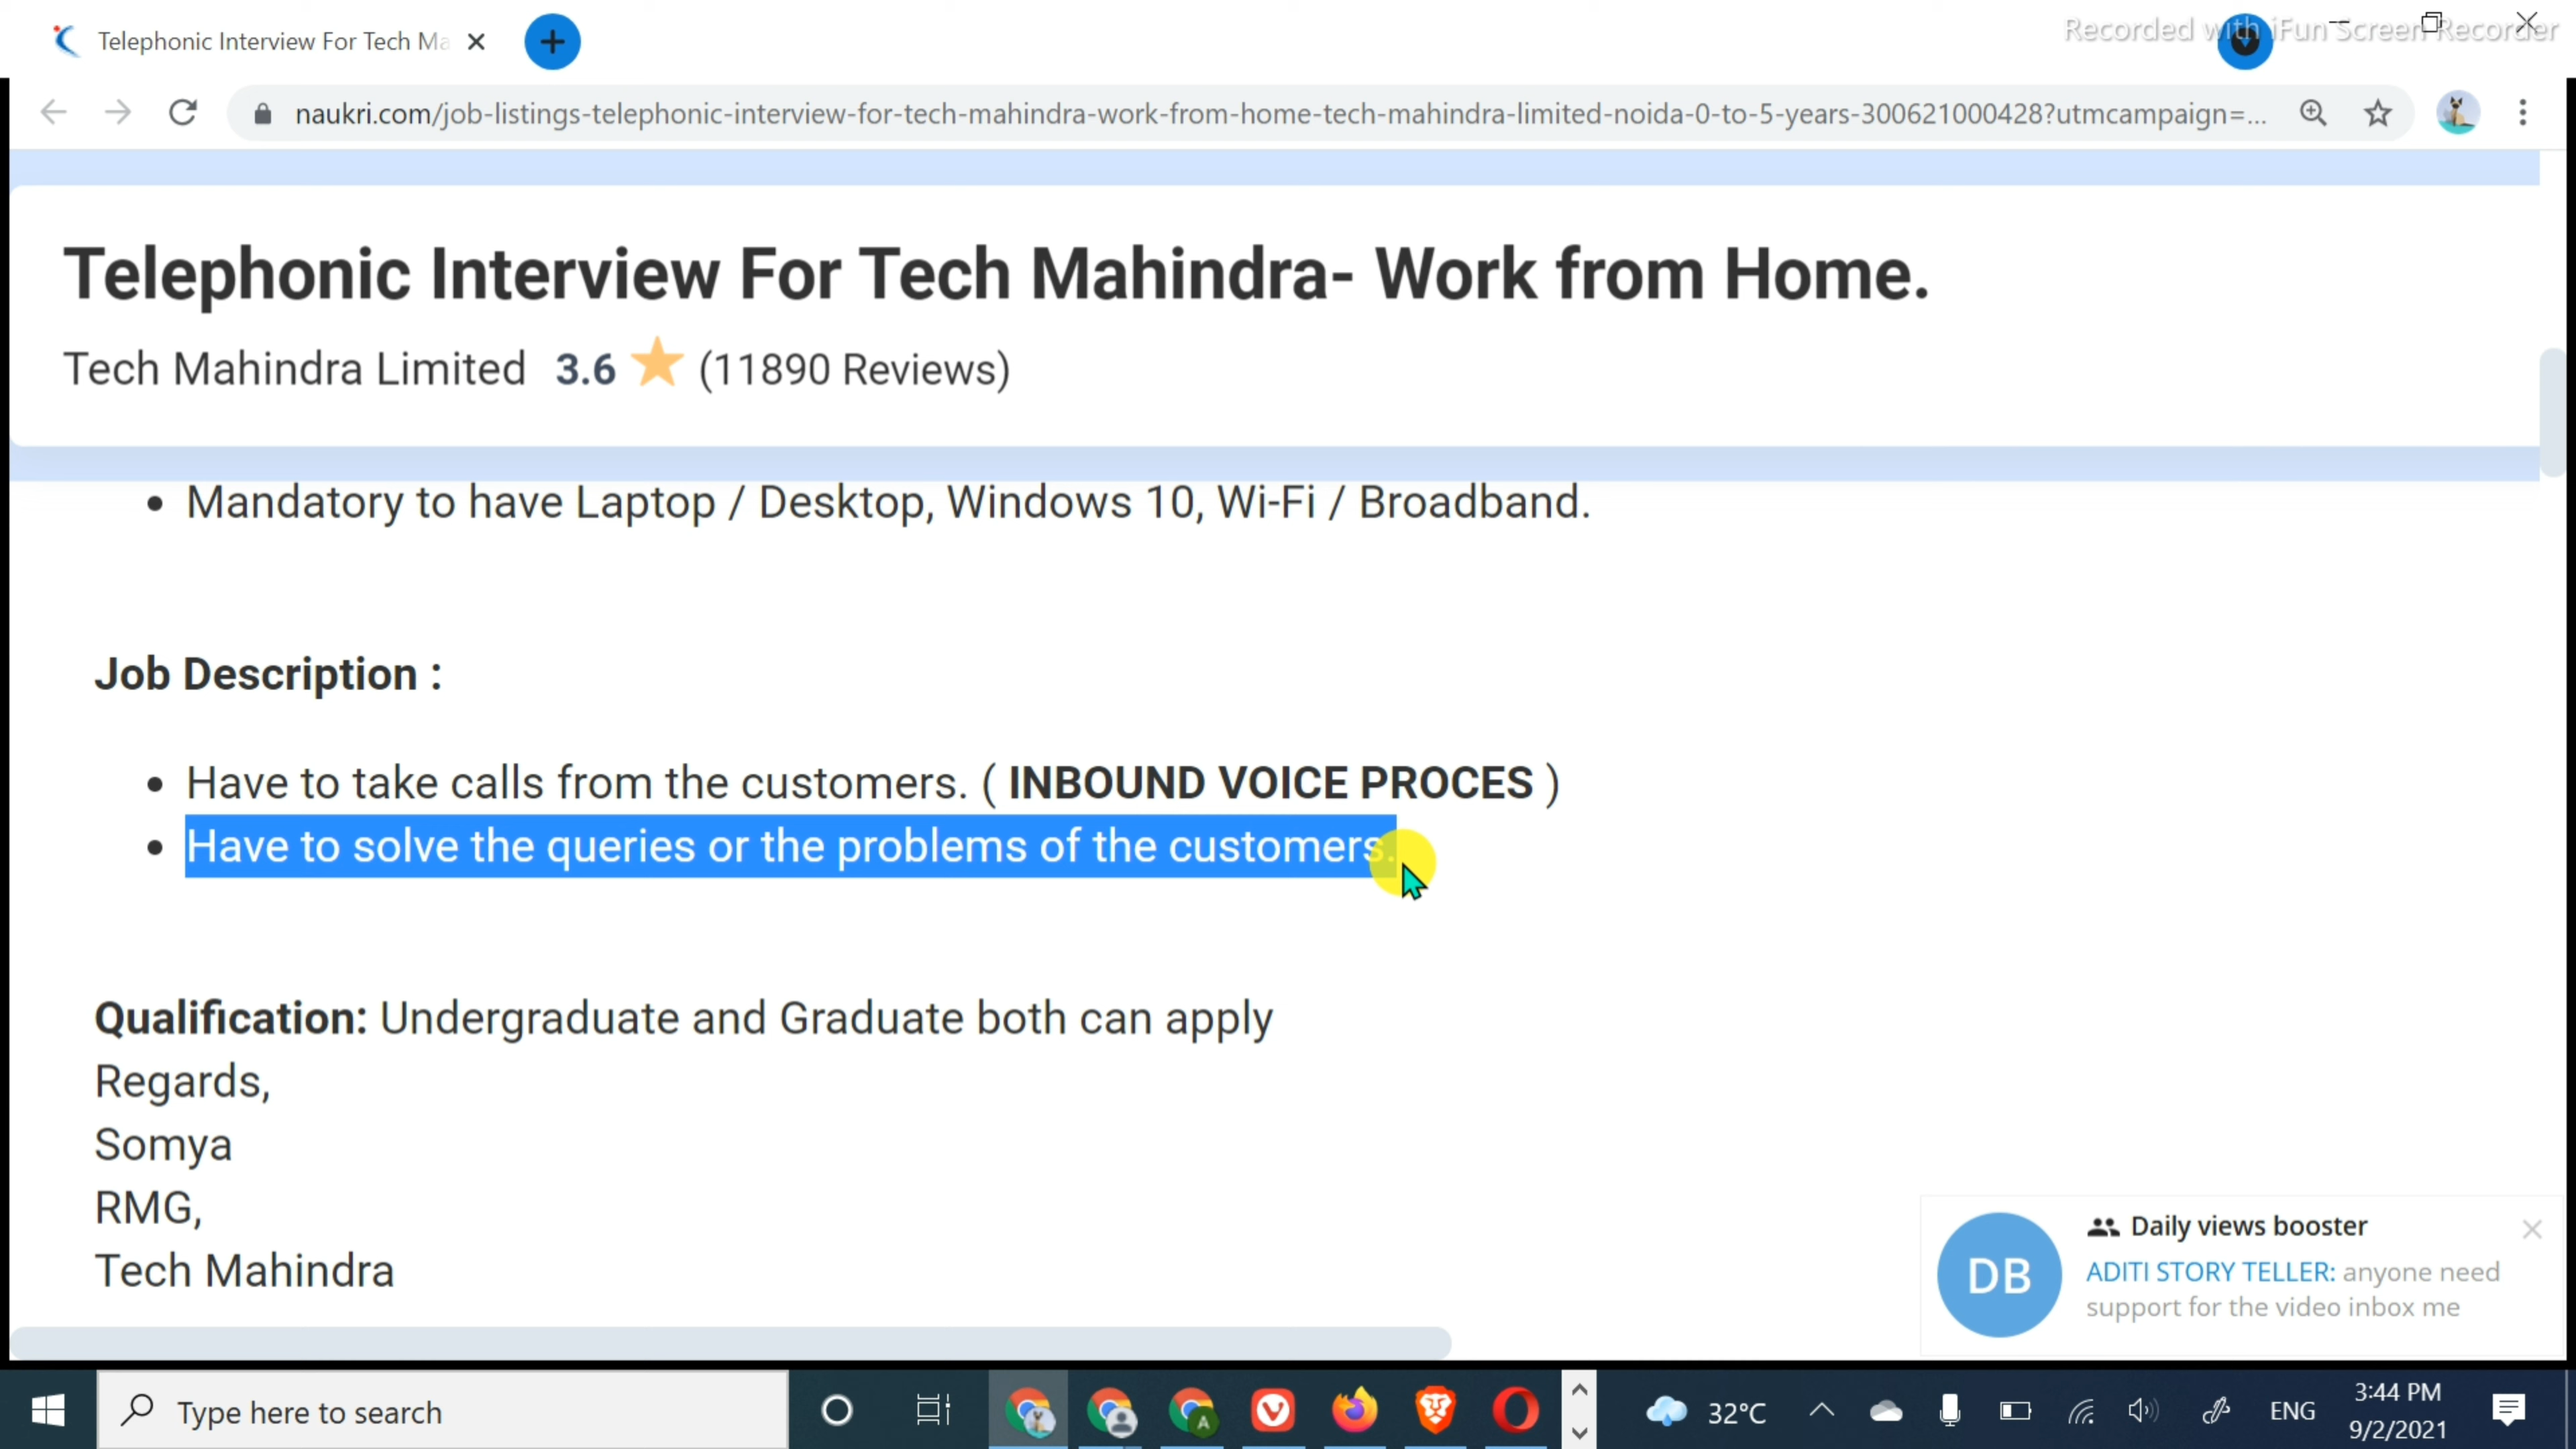 Recorded with iFun Screen Recorder
Telephonic Interview For Tech Ma
naukri.com/job-listings-telephonic-interview-for-tech-mahindra-work-from-home-tech-mahindra-limited-noida-0-to-5-years-300621000428?utmcampaign=...
Telephonic Interview For Tech Mahindra- Work from Home.
Tech Mahindra Limited 3.6 (11890 Reviews)
• Mandatory to have Laptop / Desktop, Windows 10, Wi-Fi / Broadband.
Job Description :
• Have to take calls from the customers. ( INBOUND VOICE PROCES )
• Have to solve the queries or the problems of the customers.
Qualification: Undergraduate and Graduate both can apply
Regards,
Somya
RMG,
Tech Mahindra
DB
Daily views booster
ADITI STORY TELLER: anyone need
support for the video inbox me
Type here to search
A
32°C
ENG
3:44 PM
9/2/2021